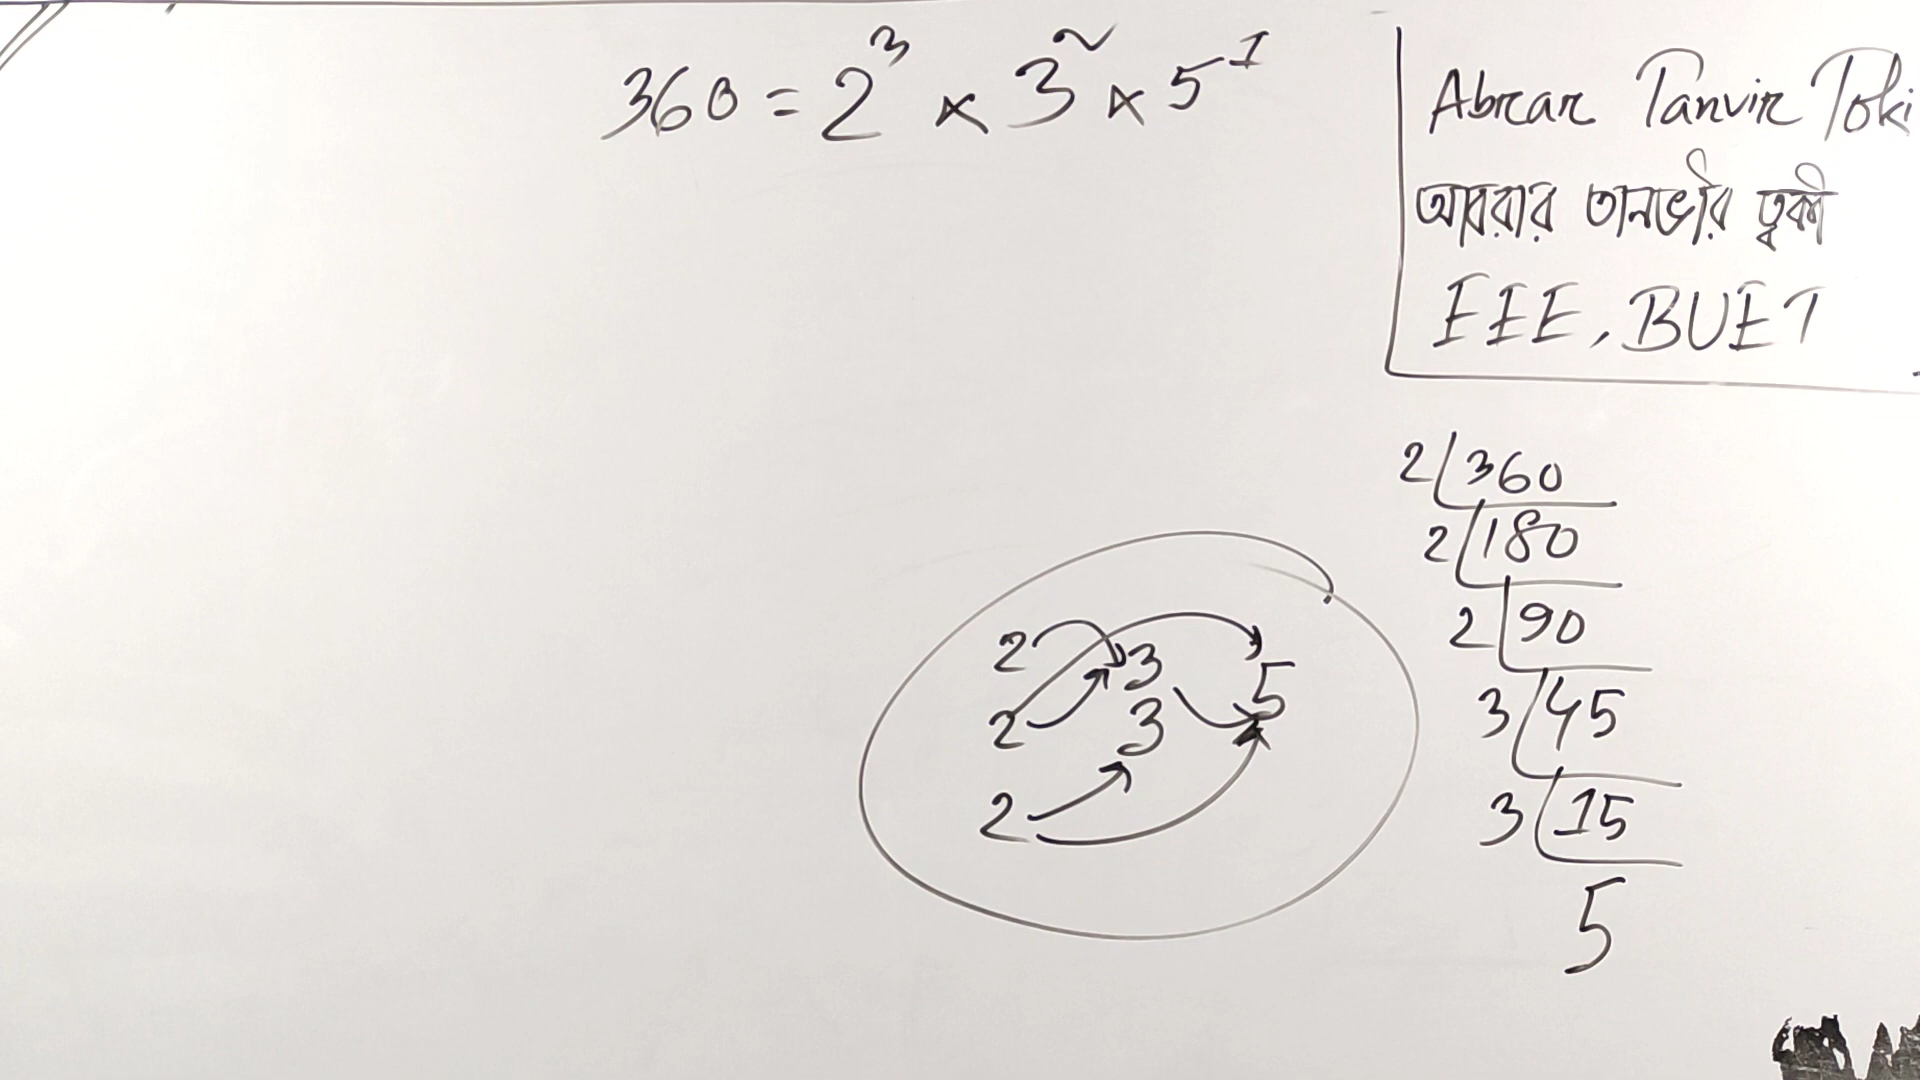 360 = 2³ × 3² × 5¹
Abrar Tanvir Toki
আবরার তানভীর ত্বকী
EEE, BUET
2 | 360
2 | 180
2 | 90
3 | 45
3 | 15
5
2 3 5
2 3
2